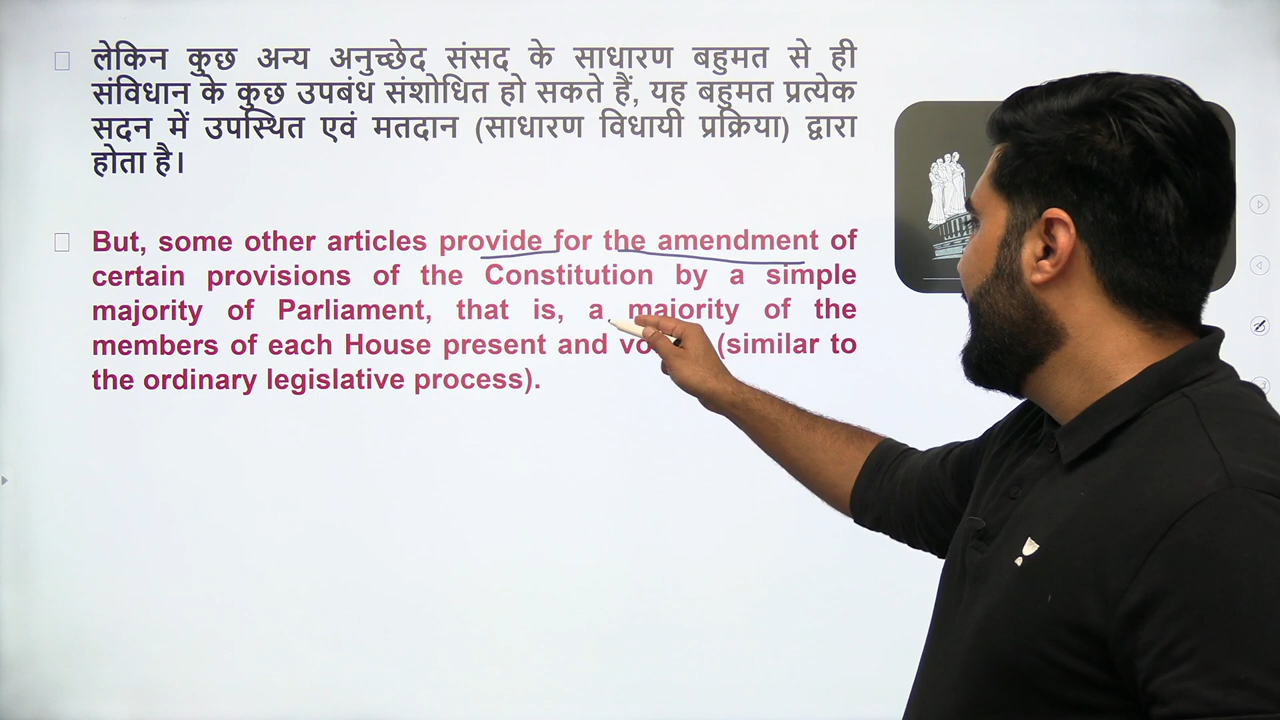 लेकिन कुछ अन्य अनुच्छेद संसद के साधारण बहुमत से ही
संविधान के कुछ उपबंध संशोधित हो सकते हैं, यह बहुमत प्रत्येक
सदन में उपस्थित एवं मतदान (साधारण विधायी प्रक्रिया) द्वारा
होता है।
But, some other articles provide for the amendment of
certain provisions of the Constitution by a simple
majority of Parliament, that is, a majority of the
members of each House present and (similar to
the ordinary legislative process).